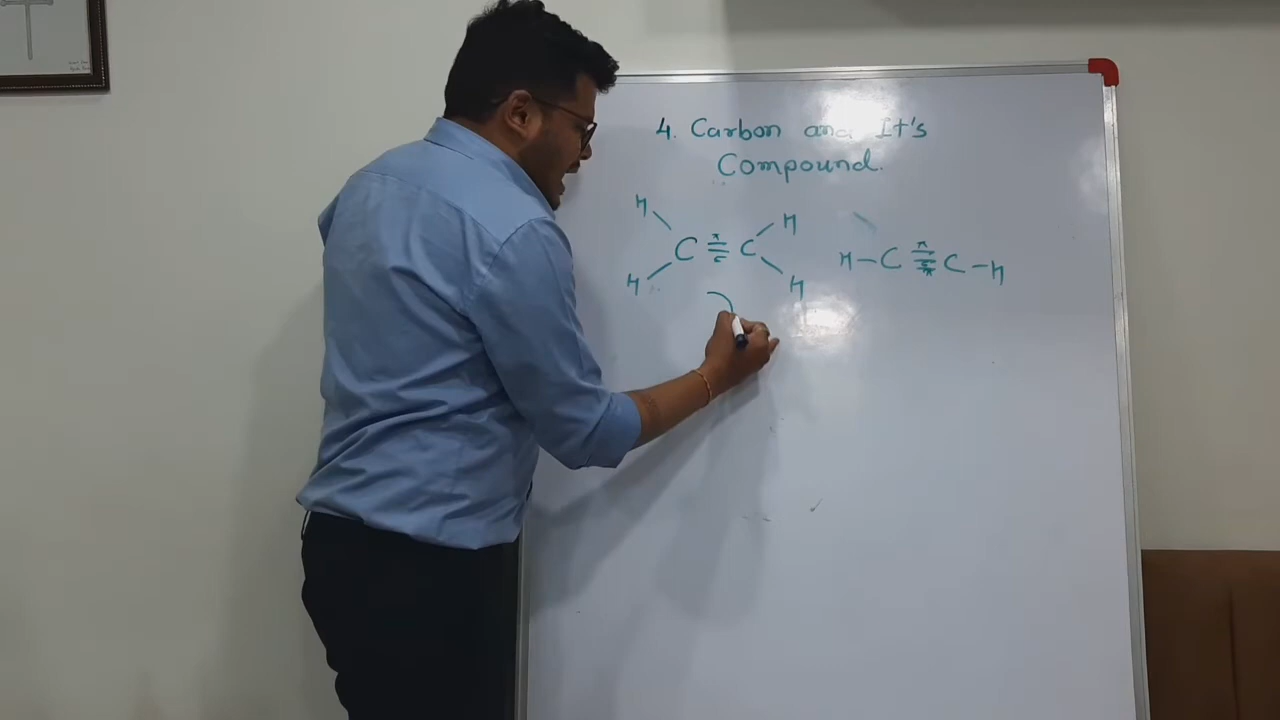 4. Carbon and It's
Compound.
H H
C π C H-C π C-H
σ σ
H H π